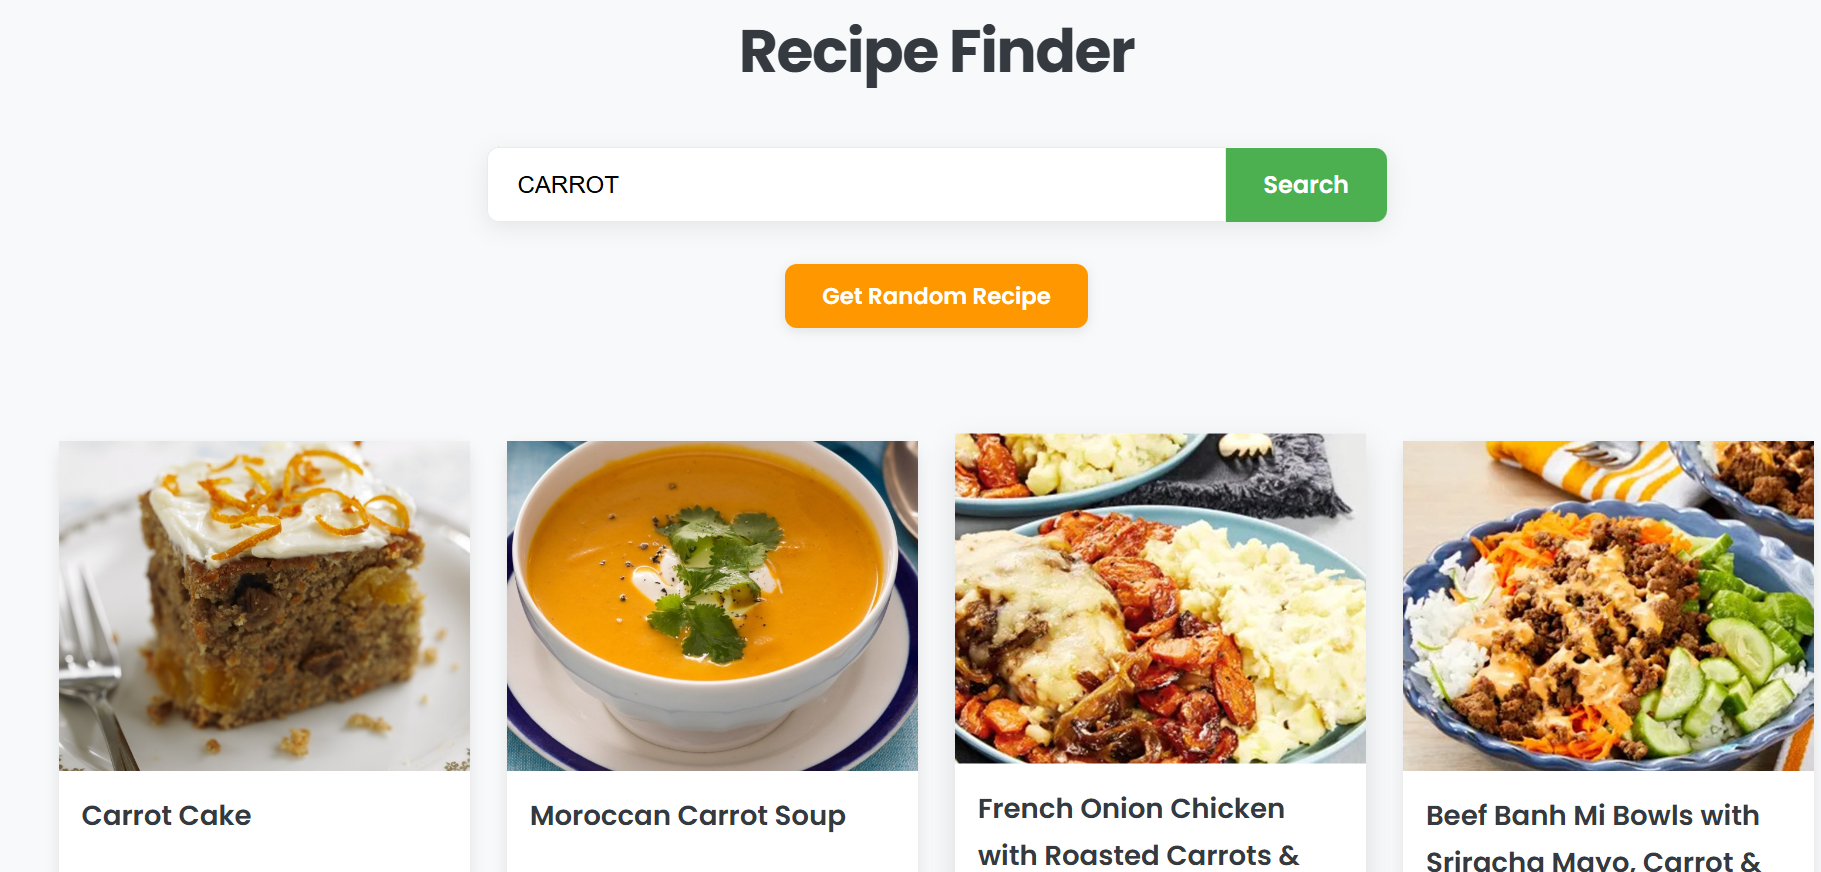 Recipe Finder
CARROT
Search
Get Random Recipe
Carrot Cake
Moroccan Carrot Soup
French Onion Chicken
with Roasted Carrots &
Beef Banh Mi Bowls with
Sriracha Mayo, Carrot &